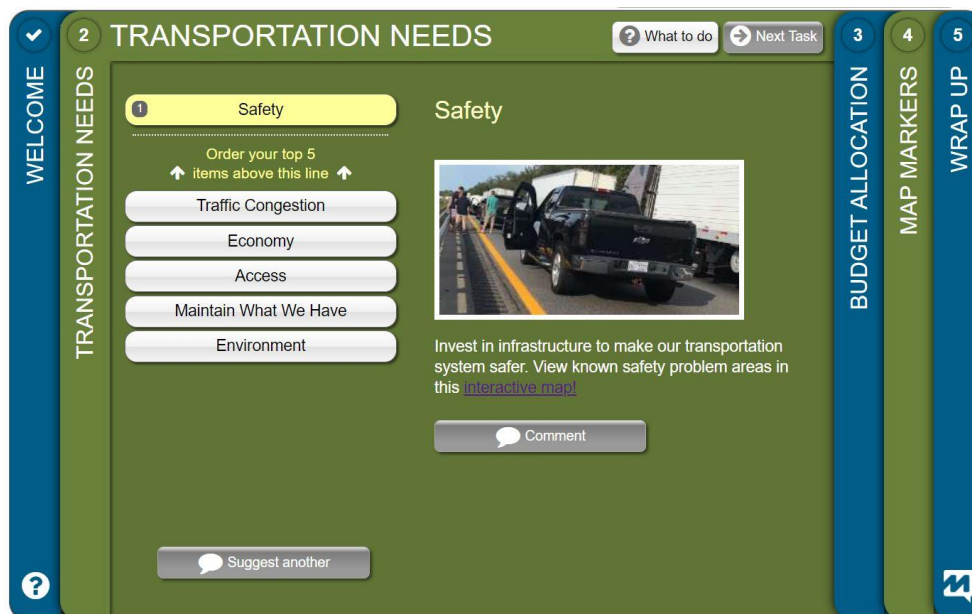 WELCOME
2
TRANSPORTATION NEEDS
TRANSPORTATION NEEDS
? What to do
Next Task
1 Safety
Order your top 5
items above this line
Traffic Congestion
Economy
Access
Maintain What We Have
Environment
Suggest another
Safety
Invest in infrastructure to make our transportation
system safer. View known safety problem areas in
this interactive map!
Comment
3
BUDGET ALLOCATION
4
MAP MARKERS
5
WRAP UP
?